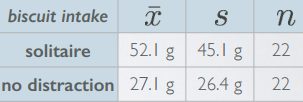 biscuit intake x̄ s n
solitaire 52.1 g 45.1 g 22
no distraction 27.1 g 26.4 g 22